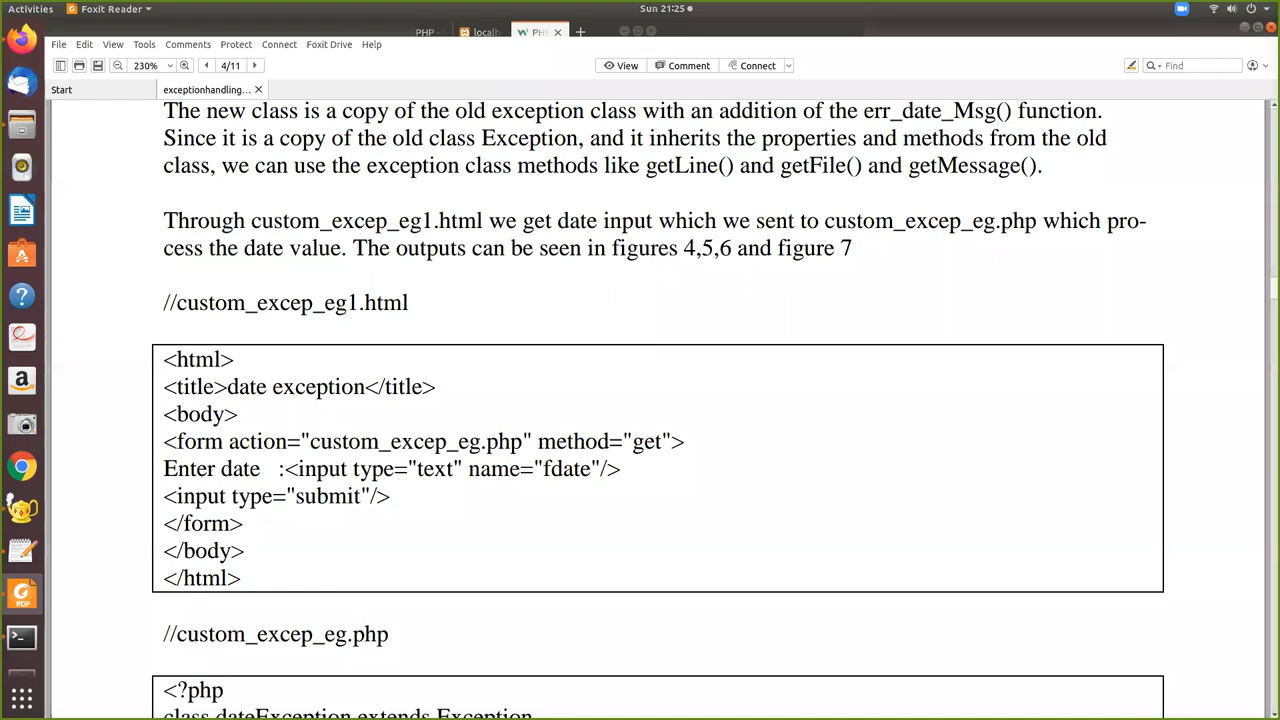 Activities
Foxit Reader
Sun 21:25
PHP -
local
PHP
File Edit View Tools Comments Protect Connect Foxit Drive Help
230%
4/11
View
Comment
Connect
Find
Start
exceptionhandling...
The new class is a copy of the old exception class with an addition of the err_date_Msg() function.
Since it is a copy of the old class Exception, and it inherits the properties and methods from the old
class, we can use the exception class methods like getLine() and getFile() and getMessage().
Through custom_excep_eg1.html we get date input which we sent to custom_excep_eg.php which pro-
cess the date value. The outputs can be seen in figures 4,5,6 and figure 7
//custom_excep_eg1.html
<html>
<title>date exception</title>
<body>
<form action="custom_excep_eg.php" method="get">
Enter date :<input type="text" name="fdate"/>
<input type="submit"/>
</form>
</body>
</html>
//custom_excep_eg.php
<?php
class dateException extends Exception